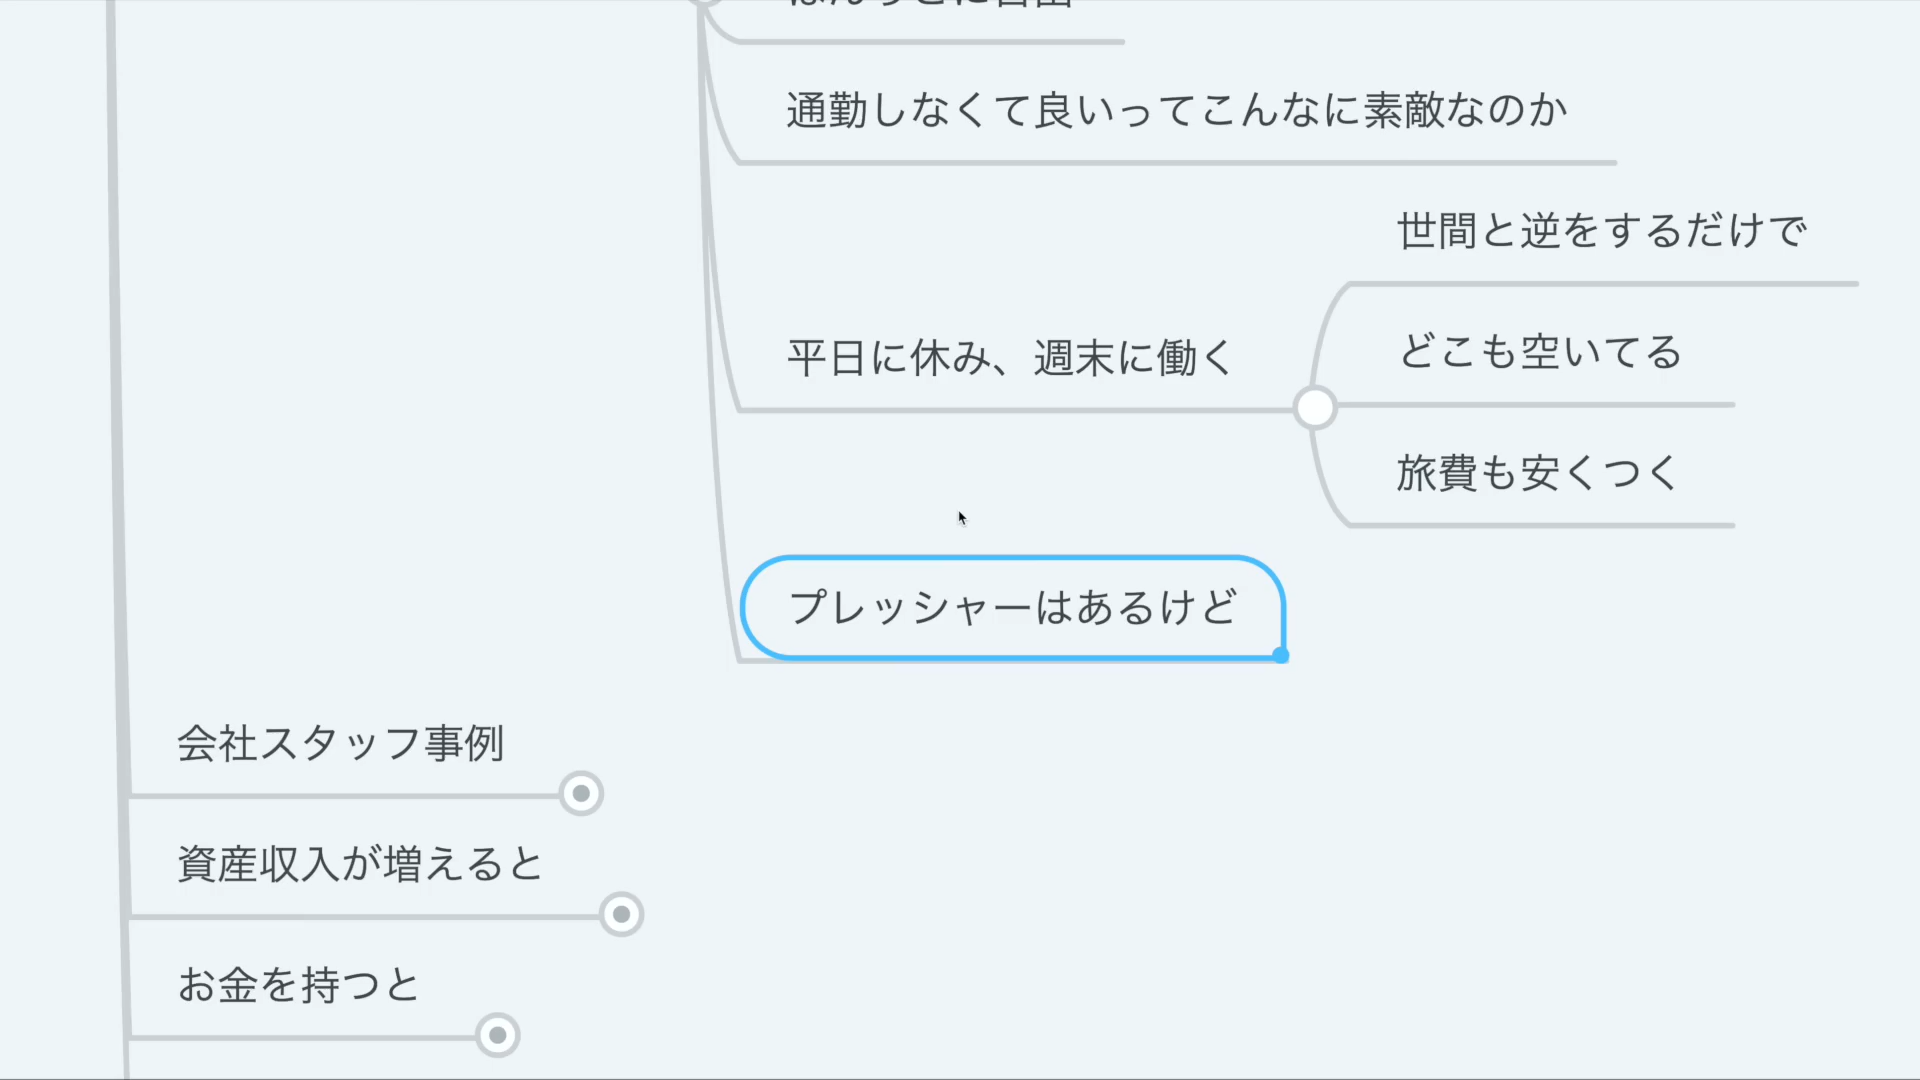 通勤しなくて良いってこんなに素敵なのか
世間と逆をするだけで
どこも空いてる
平日に休み、週末に働く
旅費も安くつく
プレッシャーはあるけど
会社スタッフ事例
資産収入が増えると
お金を持つと